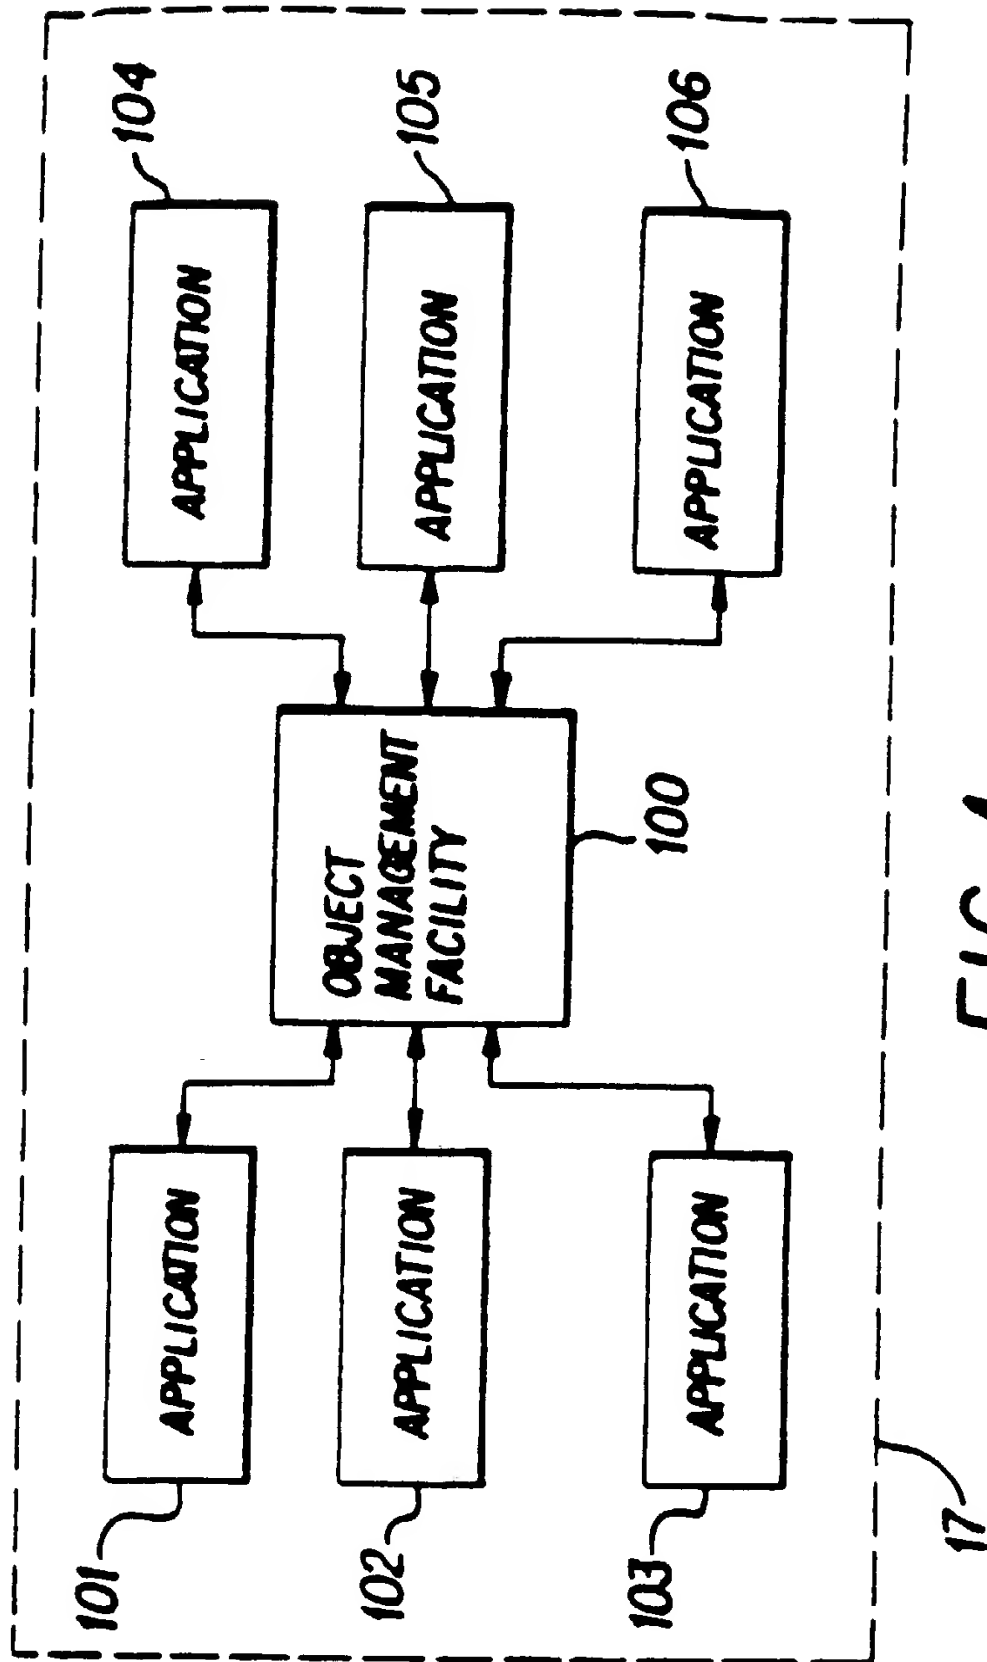 101
APPLICATION
104
APPLICATION
OBJECT
MANAGEMENT
FACILITY
100
102
APPLICATION
105
APPLICATION
103
APPLICATION
106
APPLICATION
17